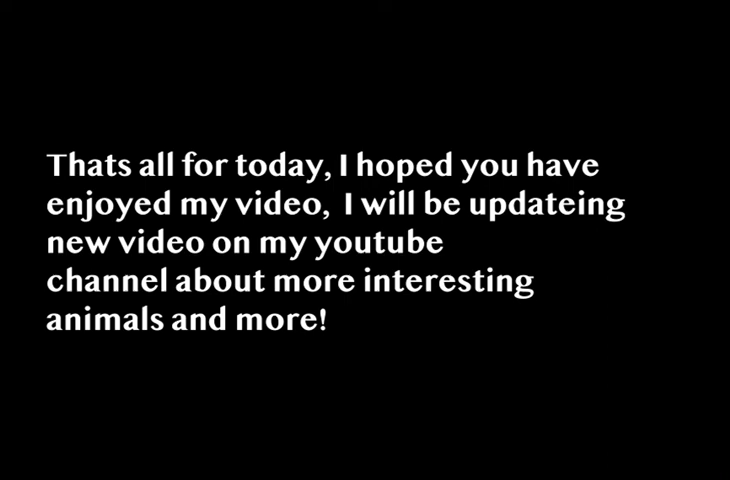 Thats all for today, I hoped you have
enjoyed my video, I will be updateing
new video on my youtube
channel about more interesting
animals and more!